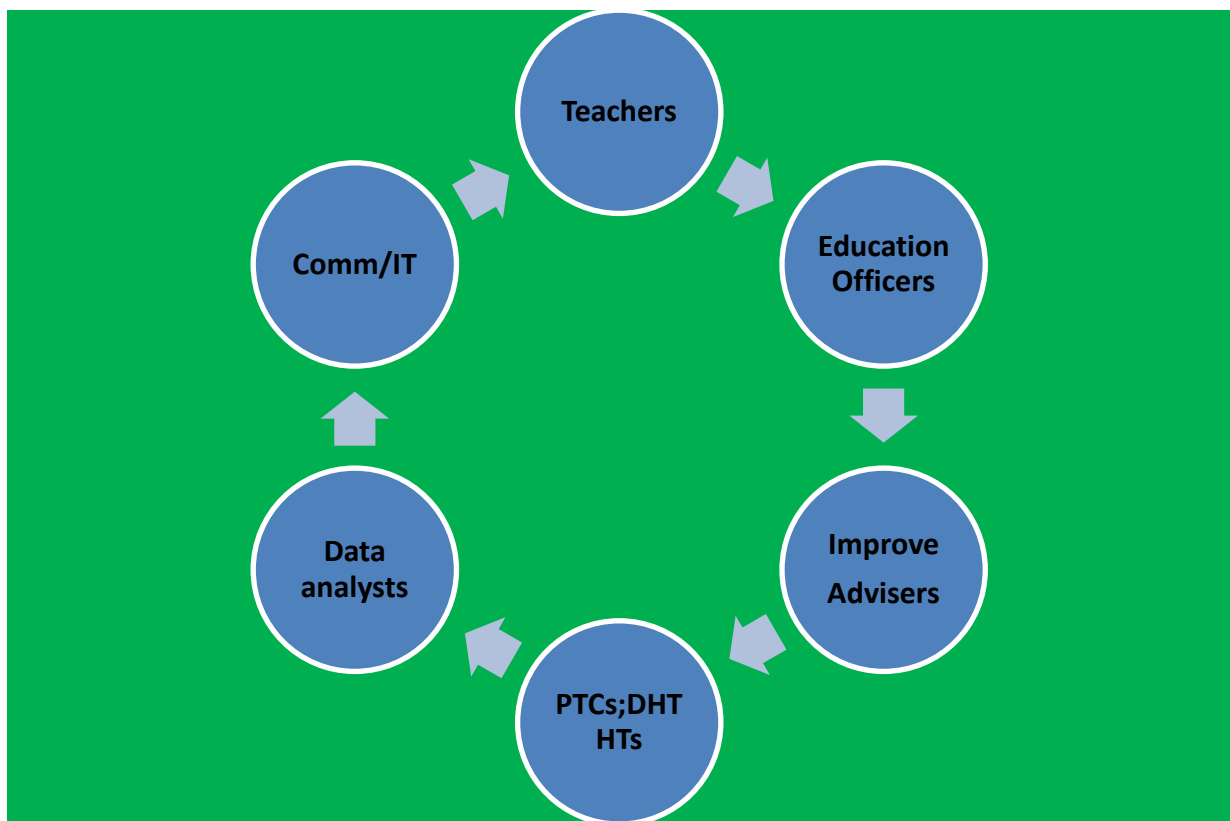 Teachers
Education
Officers
Improve
Advisers
PTCs;DHT
HTs
Data
analysts
Comm/IT